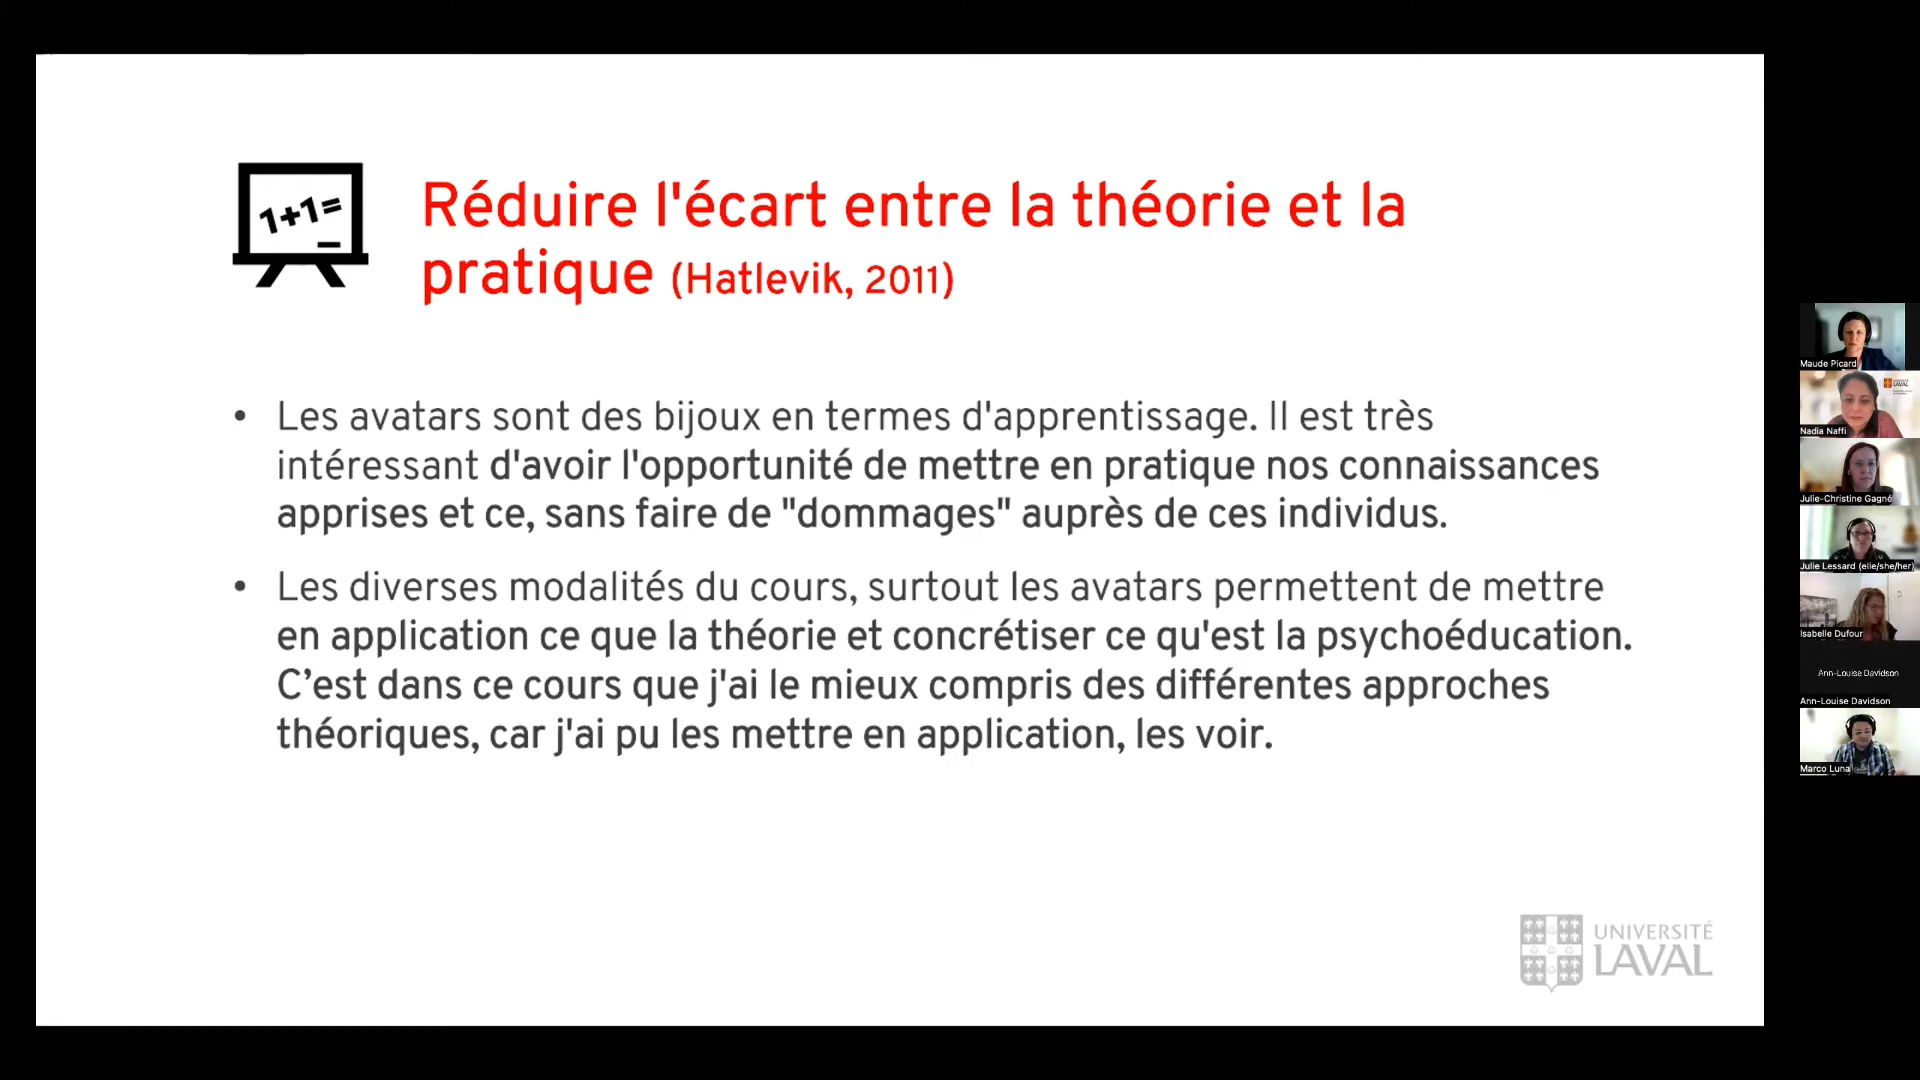 1+1=
Réduire l'écart entre la théorie et la
pratique (Hatlevik, 2011)
• Les avatars sont des bijoux en termes d'apprentissage. Il est très
intéressant d'avoir l'opportunité de mettre en pratique nos connaissances
apprises et ce, sans faire de "dommages" auprès de ces individus.
• Les diverses modalités du cours, surtout les avatars permettent de mettre
en application ce que la théorie et concrétiser ce qu'est la psychoéducation.
C’est dans ce cours que j'ai le mieux compris des différentes approches
théoriques, car j'ai pu les mettre en application, les voir.
UNIVERSITÉ
LAVAL
Maude Picard
UNIVERSITÉ
LAVAL
Nadia Naffi
Julie-Christine Gagné
Julie Lessard (elle/she/her)
Isabelle Dufour
Ann-Louise Davidson
Ann-Louise Davidson
Marco Luna